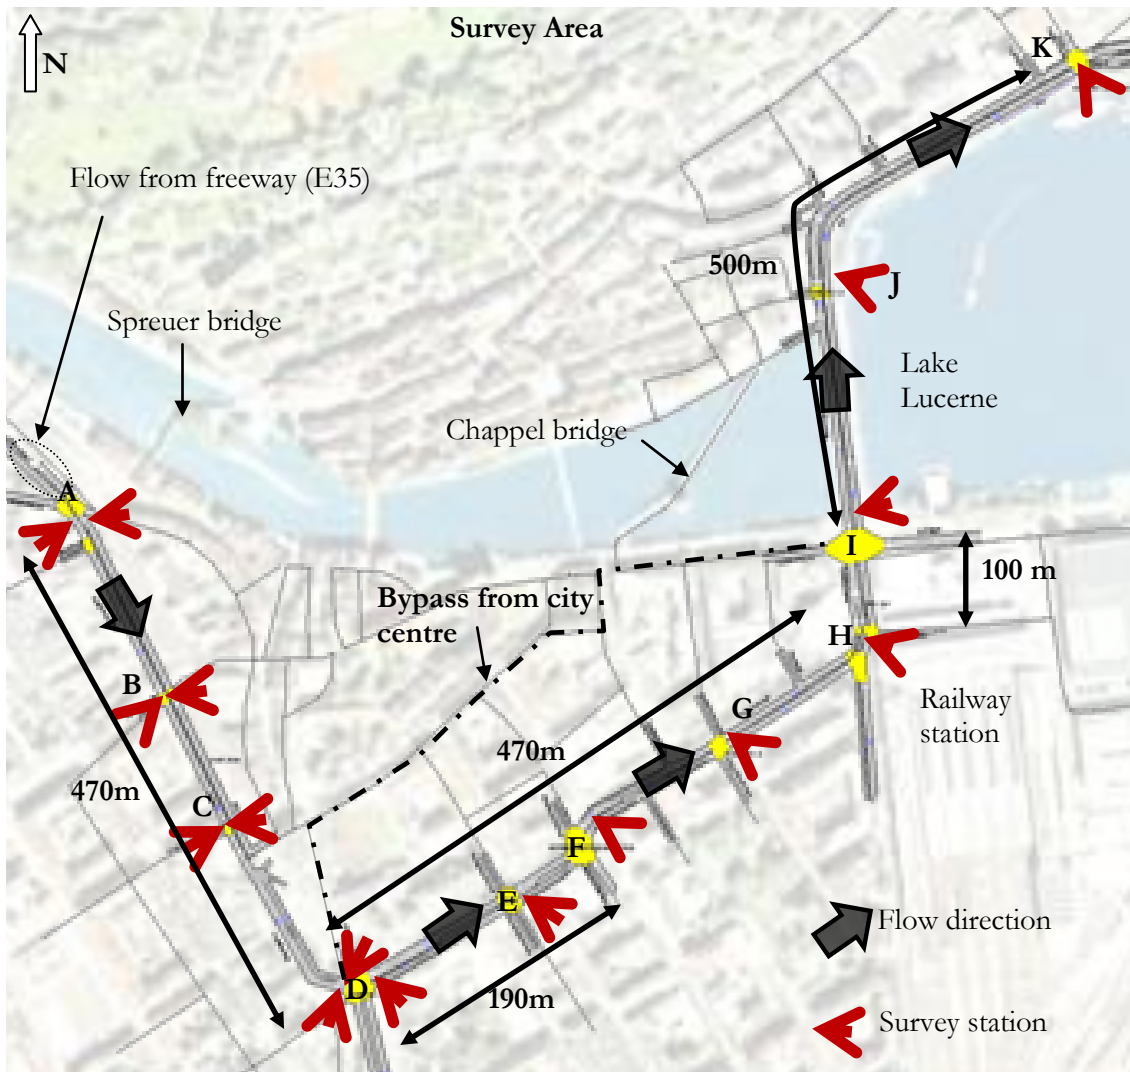 Survey Area
N
K
Flow from freeway (E35)
500m
J
Spreuer bridge
Lake
Lucerne
Chappel bridge
A
I
100 m
Bypass from city
centre
H
B
Railway
station
G
470m
470m
C
F
E
Flow direction
D
190m
Survey station